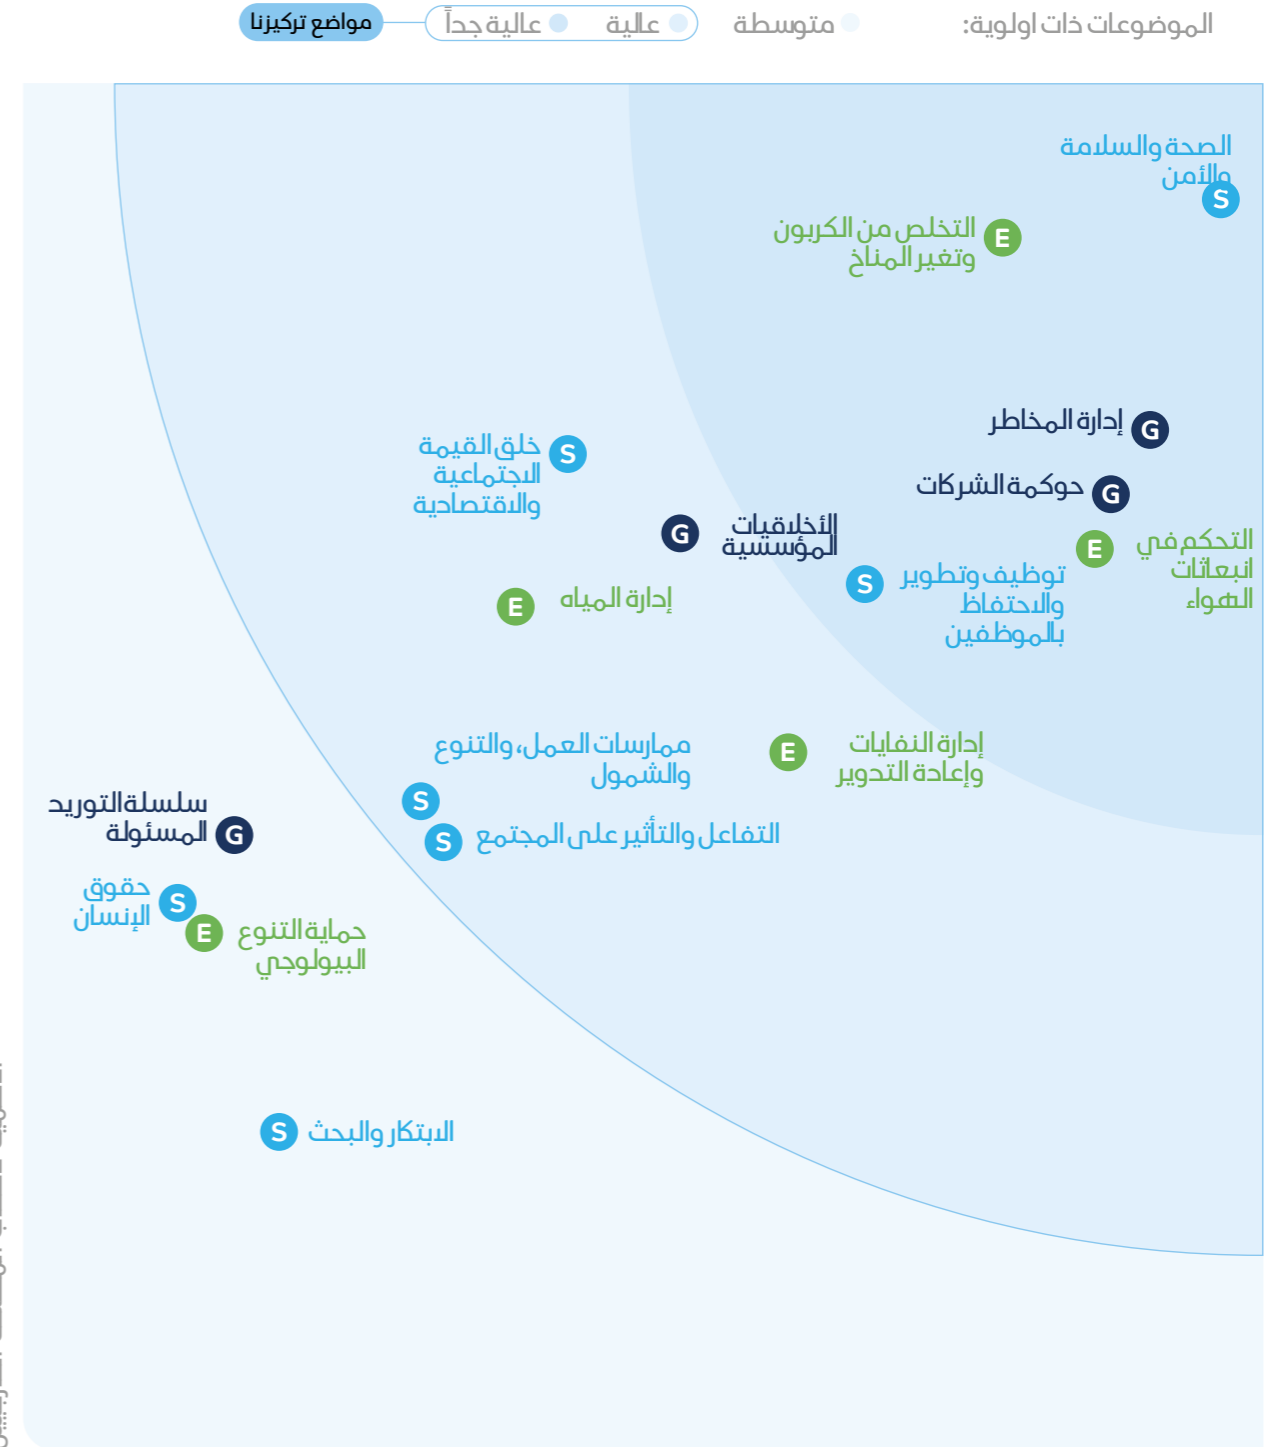 الموضوعات ذات اولوية:
متوسطة
عالية
عالية جداً
مواضع تركيزنا
الصحة والسلامة
والأمن
S
التخلص من الكربون
وتغير المناخ
E
إدارة المخاطر
G
خلق القيمة
الاجتماعية
والاقتصادية
S
حوكمة الشركات
G
الأخلاقيات
المؤسسية
G
التحكم في
انبعاثات
الهواء
E
توظيف وتطوير
والاحتفاظ
بالموظفين
S
إدارة المياه
E
إدارة النفايات
وإعادة التدوير
E
ممارسات العمل، والتنوع
والشمول
S
التفاعل والتأثير على المجتمع
S
سلسلة التوريد
المسئولة
G
حقوق
الإنسان
S
حماية التنوع
البيولوجي
E
الابتكار والبحث
S